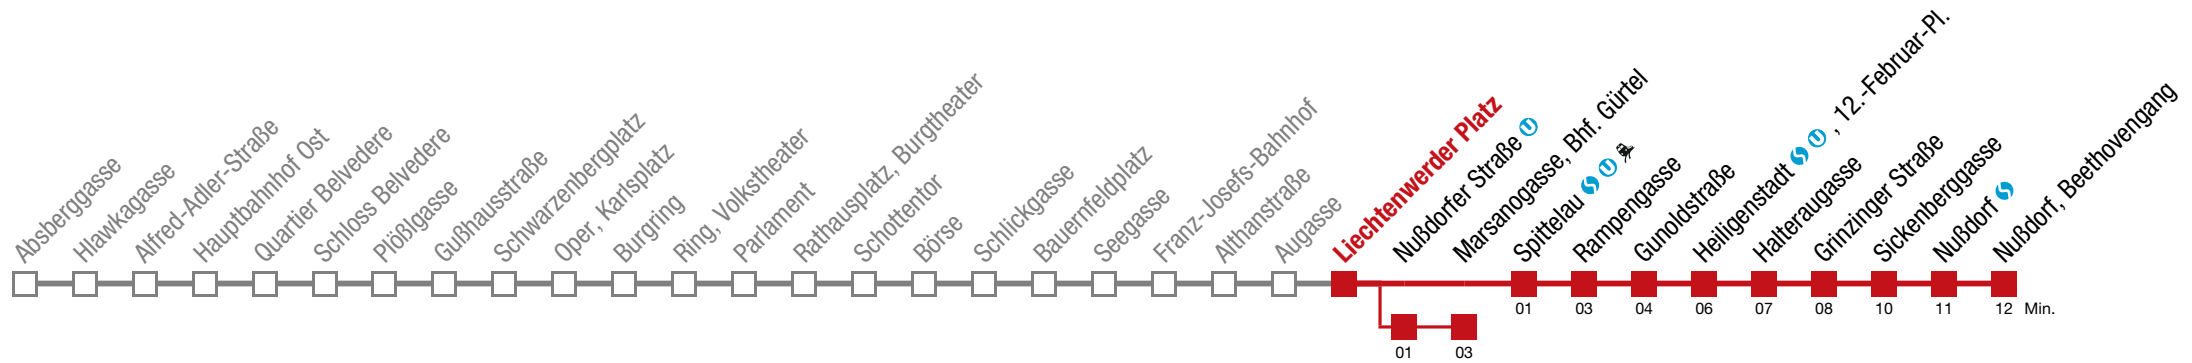 Absberggasse
Hlawkagasse
Alfred-Adler-Straße
Hauptbahnhof Ost
Quartier Belvedere
Schloss Belvedere
Plößlgasse
Gußhausstraße
Schwarzenbergplatz
Oper, Karlsplatz
Burgring
Ring, Volkstheater
Parlament
Rathausplatz, Burgtheater
Schottentor
Börse
Schlickgasse
Bauernfeldplatz
Seegasse
Franz-Josefs-Bahnhof
Althanstraße
Augasse
Liechtenwerder Platz
Nußdorfer Straße U
Marsanogasse, Bhf. Gürtel
Spittelau S U
Rampengasse
Gunoldstraße
Heiligenstadt S U , 12.-Februar-Pl.
Halteraugasse
Grinzinger Straße
Sickenberggasse
Nußdorf S
Nußdorf, Beethovengang
01 03 04 06 07 08 10 11 12 Min.
01 03